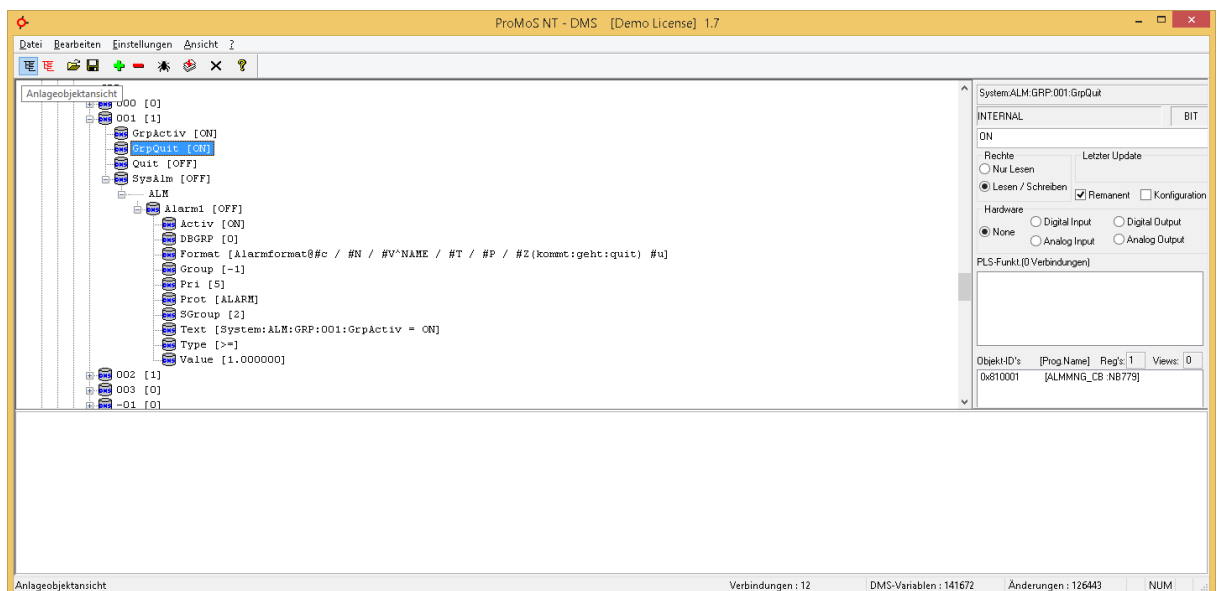 ProMoS NT - DMS [Demo License] 1.7
Datei Bearbeiten Einstellungen Ansicht ?
Anlageobjektansicht
000 [0]
001 [1]
GrpActiv [ON]
GrpQuit [ON]
Quit [OFF]
SysAlm [OFF]
ALM
Alarm1 [OFF]
Activ [ON]
DBGRP [0]
Format [Alarmformat@#c / #N / #V^NAME / #T / #P / #Z(kommt:geht:quit) #u]
Group [-1]
Pri [5]
Prot [ALARM]
SGroup [2]
Text [System:ALM:GRP:001:GrpActiv = ON]
Type [>=]
Value [1.000000]
002 [1]
003 [0]
-01 [0]
System:ALM:GRP:001:GrpQuit
INTERNAL BIT
ON
Rechte Letzter Update
Nur Lesen
Lesen / Schreiben Remanent Konfiguration
Hardware
None Digital Input Digital Output
Analog Input Analog Output
PLS-Funkt.(0 Verbindungen)
Objekt-ID's [Prog.Name] Reg's: 1 Views: 0
0x810001 [ALMMNG_CB :NB779]
Anlageobjektansicht Verbindungen : 12 DMS-Variablen : 141672 Änderungen : 126443 NUM